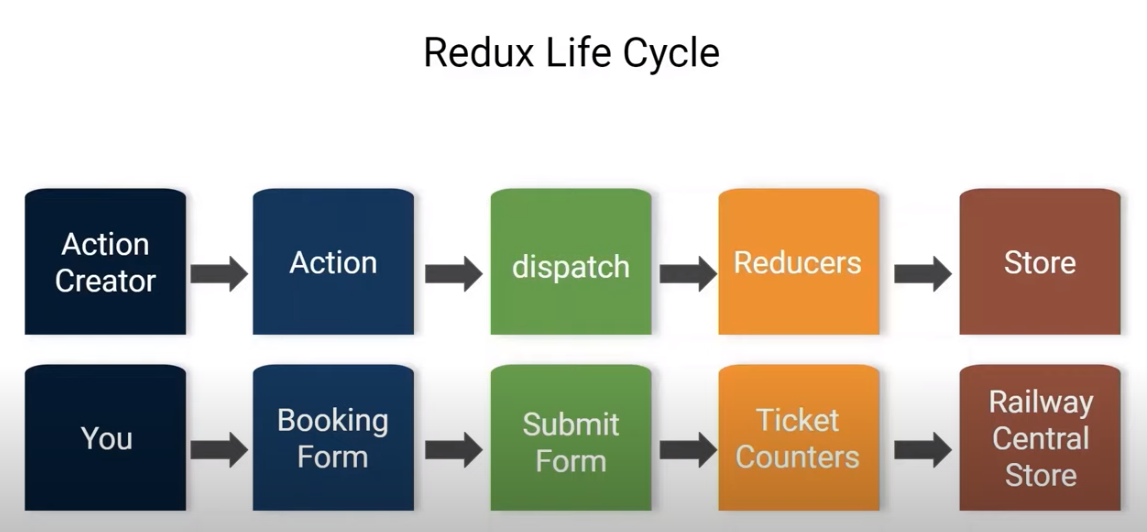 Redux Life Cycle
Action
Creator
Action
dispatch
Reducers
Store
You
Booking
Form
Submit
Form
Ticket
Counters
Railway
Central
Store